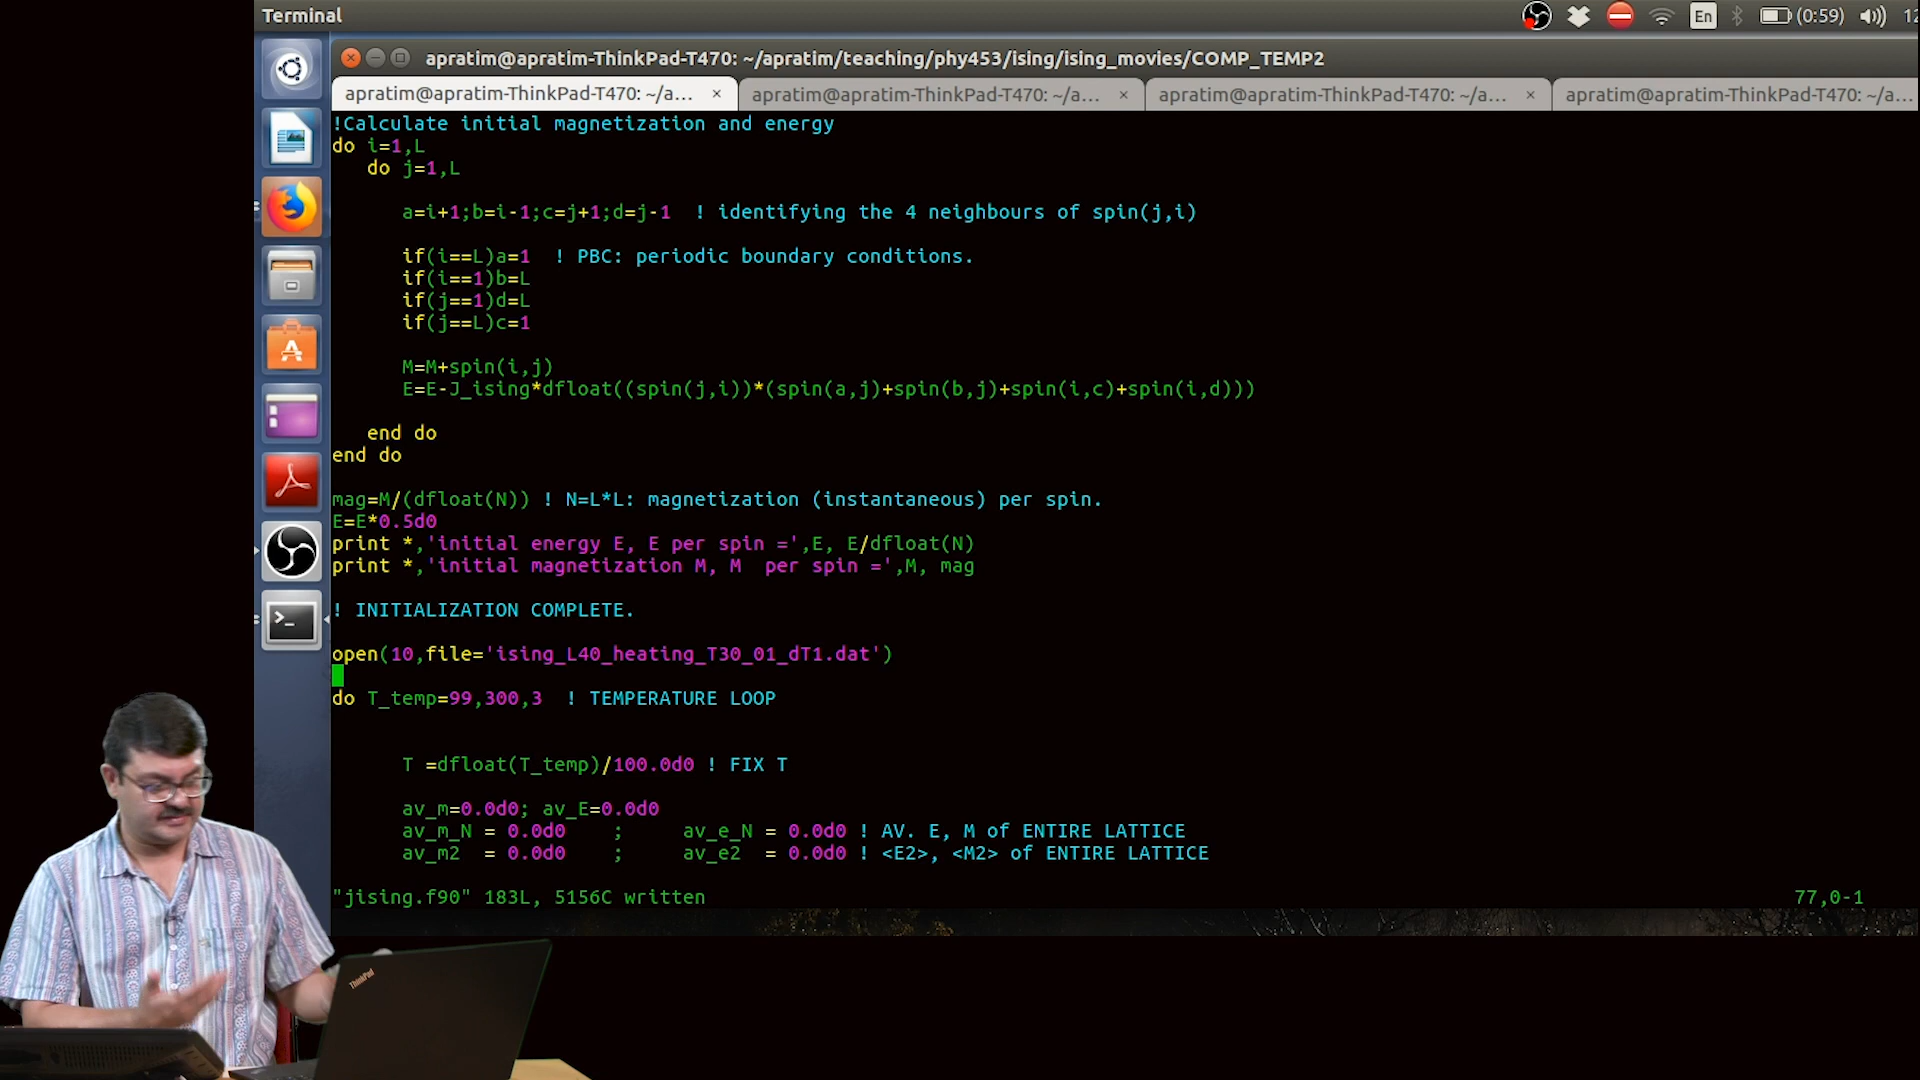 Terminal
En
(0:59)
12
apratim@apratim-ThinkPad-T470: ~/apratim/teaching/phy453/ising/ising_movies/COMP_TEMP2
apratim@apratim-ThinkPad-T470: ~/a... × apratim@apratim-ThinkPad-T470: ~/a... × apratim@apratim-ThinkPad-T470: ~/a... × apratim@apratim-ThinkPad-T470: ~/a...
!Calculate initial magnetization and energy
do i=1,L
do j=1,L
a=i+1;b=i-1;c=j+1;d=j-1 ! identifying the 4 neighbours of spin(j,i)
if(i==L)a=1 ! PBC: periodic boundary conditions.
if(i==1)b=L
if(j==1)d=L
if(j==L)c=1
M=M+spin(i,j)
E=E-J_ising*dfloat((spin(j,i))*(spin(a,j)+spin(b,j)+spin(i,c)+spin(i,d)))
end do
end do
mag=M/(dfloat(N)) ! N=L*L: magnetization (instantaneous) per spin.
E=E*0.5d0
print *,'initial energy E, E per spin =',E, E/dfloat(N)
print *,'initial magnetization M, M  per spin =',M, mag
! INITIALIZATION COMPLETE.
open(10,file='ising_L40_heating_T30_01_dT1.dat')
do T_temp=99,300,3 ! TEMPERATURE LOOP
T =dfloat(T_temp)/100.0d0 ! FIX T
av_m=0.0d0; av_E=0.0d0
av_m_N = 0.0d0 ; av_e_N = 0.0d0 ! AV. E, M of ENTIRE LATTICE
av_m2 = 0.0d0 ; av_e2 = 0.0d0 ! <E2>, <M2> of ENTIRE LATTICE
"jising.f90" 183L, 5156C written 77,0-1
ThinkPad